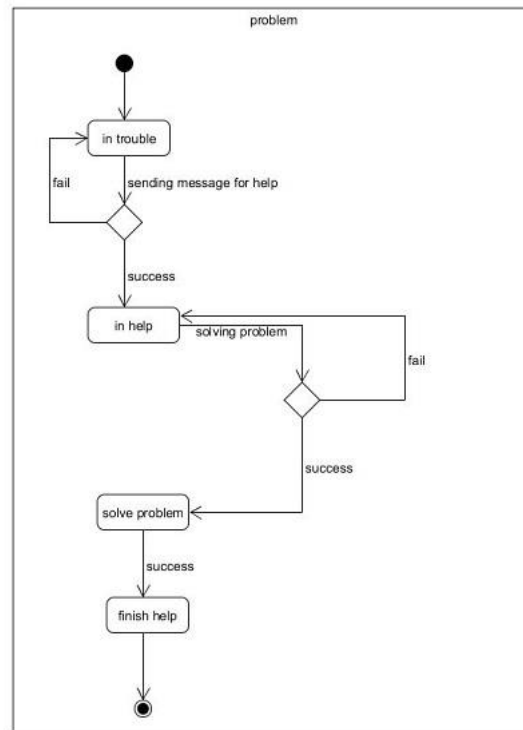 problem
in trouble
fail
sending message for help
success
in help
solving problem
fail
success
solve problem
success
finish help